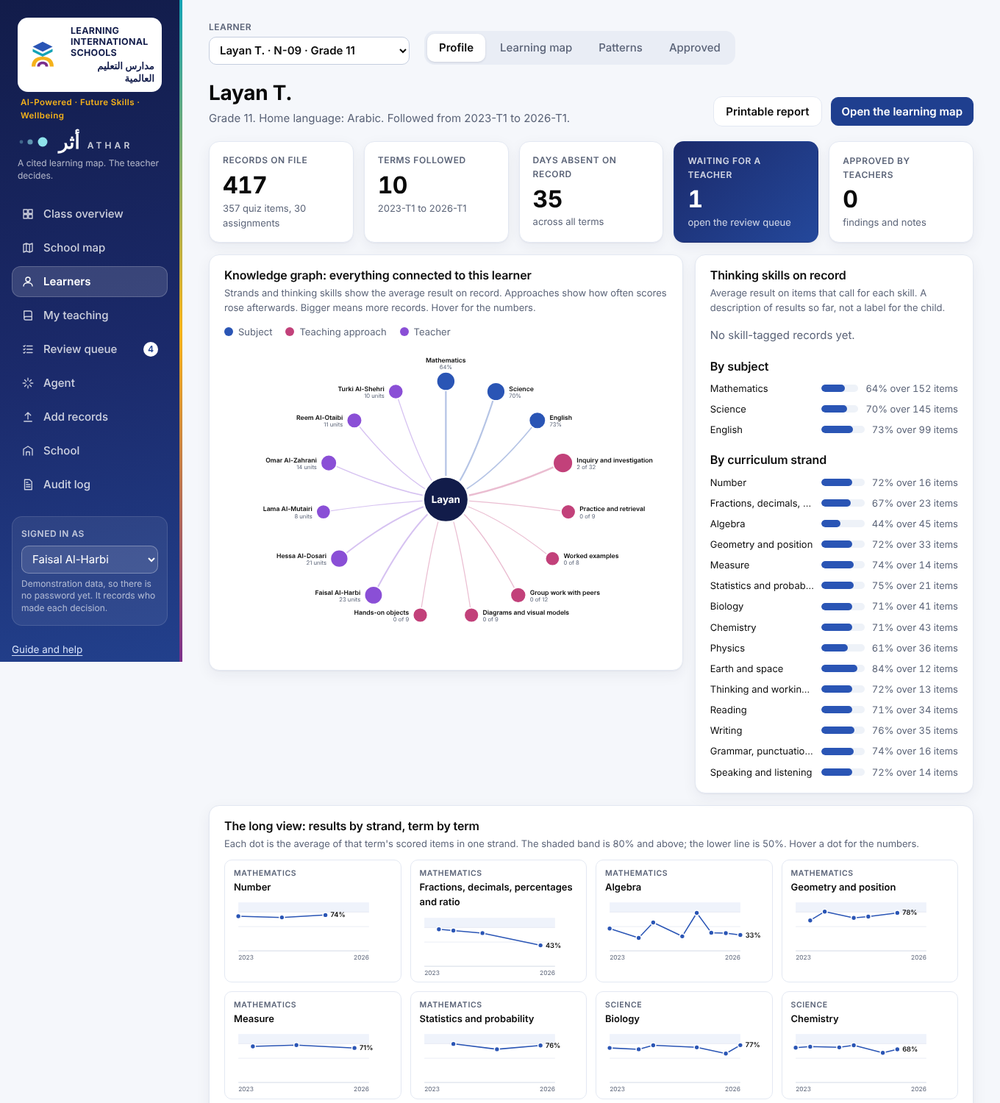 LEARNING
INTERNATIONAL
SCHOOLS
مدارس التعليم
العالمية
AI-Powered · Future Skills ·
Wellbeing
أثر ATHAR
A cited learning map. The teacher
decides.
Class overview
School map
Learners
My teaching
Review queue 4
Agent
Add records
School
Audit log
SIGNED IN AS
Faisal Al-Harbi
Demonstration data, so there is
no password yet. It records who
made each decision.
Guide and help
LEARNER
Layan T. · N-09 · Grade 11
Profile Learning map Patterns Approved
Layan T.
Grade 11. Home language: Arabic. Followed from 2023-T1 to 2026-T1.
Printable report Open the learning map
RECORDS ON FILE
417
357 quiz items, 30
assignments
TERMS FOLLOWED
10
2023-T1 to 2026-T1
DAYS ABSENT ON
RECORD
35
across all terms
WAITING FOR A
TEACHER
1
open the review queue
APPROVED BY
TEACHERS
0
findings and notes
Knowledge graph: everything connected to this learner
Strands and thinking skills show the average result on record. Approaches show how often scores
rose afterwards. Bigger means more records. Hover for the numbers.
Subject Teaching approach Teacher
Mathematics
64%
Science
70%
English
73%
Inquiry and investigation
2 of 32
Practice and retrieval
0 of 9
Worked examples
0 of 8
Group work with peers
0 of 12
Diagrams and visual models
0 of 9
Hands-on objects
0 of 9
Faisal Al-Harbi
23 units
Hessa Al-Dosari
21 units
Lama Al-Mutairi
8 units
Omar Al-Zahrani
14 units
Reem Al-Otaibi
11 units
Turki Al-Shehri
10 units
Layan
Thinking skills on record
Average result on items that call for each skill. A
description of results so far, not a label for the child.
No skill-tagged records yet.
By subject
Mathematics 64% over 152 items
Science 70% over 145 items
English 73% over 99 items
By curriculum strand
Number 72% over 16 items
Fractions, decimals, ... 67% over 23 items
Algebra 44% over 45 items
Geometry and position 72% over 33 items
Measure 74% over 14 items
Statistics and probab... 75% over 21 items
Biology 71% over 41 items
Chemistry 71% over 43 items
Physics 61% over 36 items
Earth and space 84% over 12 items
Thinking and workin... 72% over 13 items
Reading 71% over 34 items
Writing 76% over 35 items
Grammar, punctuatio... 74% over 16 items
Speaking and listening 72% over 14 items
The long view: results by strand, term by term
Each dot is the average of that term's scored items in one strand. The shaded band is 80% and above; the lower line is 50%. Hover a dot for the numbers.
MATHEMATICS
Number
74%
2023 2026
MATHEMATICS
Fractions, decimals, percentages
and ratio
43%
2023 2026
MATHEMATICS
Algebra
33%
2023 2026
MATHEMATICS
Geometry and position
78%
2023 2026
MATHEMATICS
Measure
71%
2023 2026
MATHEMATICS
Statistics and probability
76%
2023 2026
SCIENCE
Biology
77%
2023 2026
SCIENCE
Chemistry
68%
2023 2026